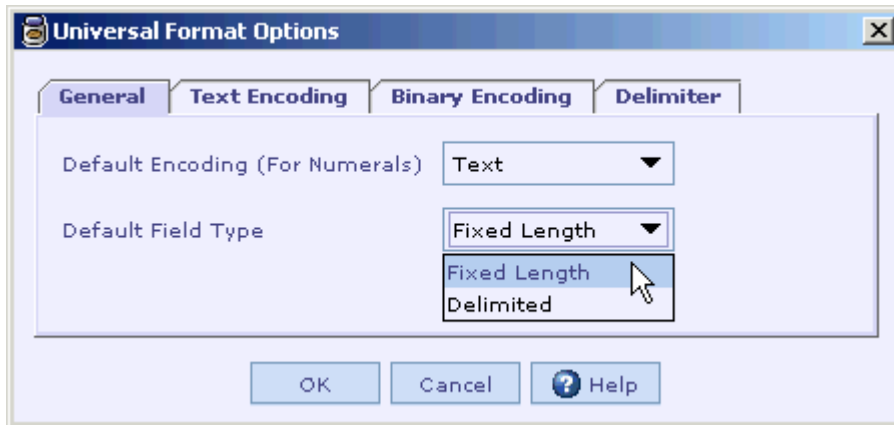 Universal Format Options
General Text Encoding Binary Encoding Delimiter
Default Encoding (For Numerals) Text
Default Field Type Fixed Length
Fixed Length
Delimited
OK Cancel ? Help